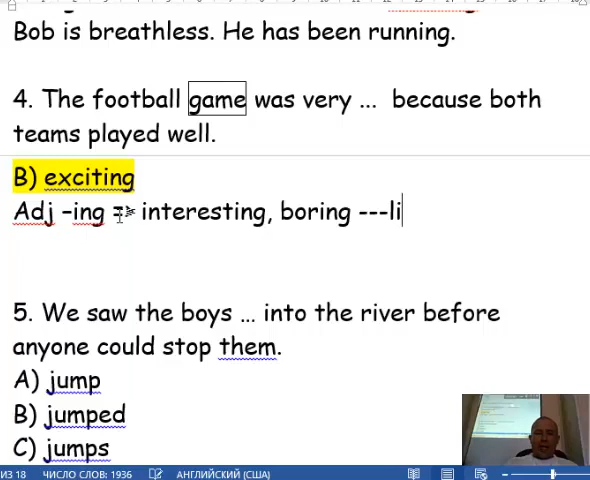 Bob is breathless. He has been running.
4. The football game was very ... because both
teams played well.
B) exciting
Adj –ing => interesting, boring ---li
5. We saw the boys ... into the river before
anyone could stop them.
A) jump
B) jumped
C) jumps
ИЗ 18 ЧИСЛО СЛОВ: 1936 АНГЛИЙСКИЙ (США)